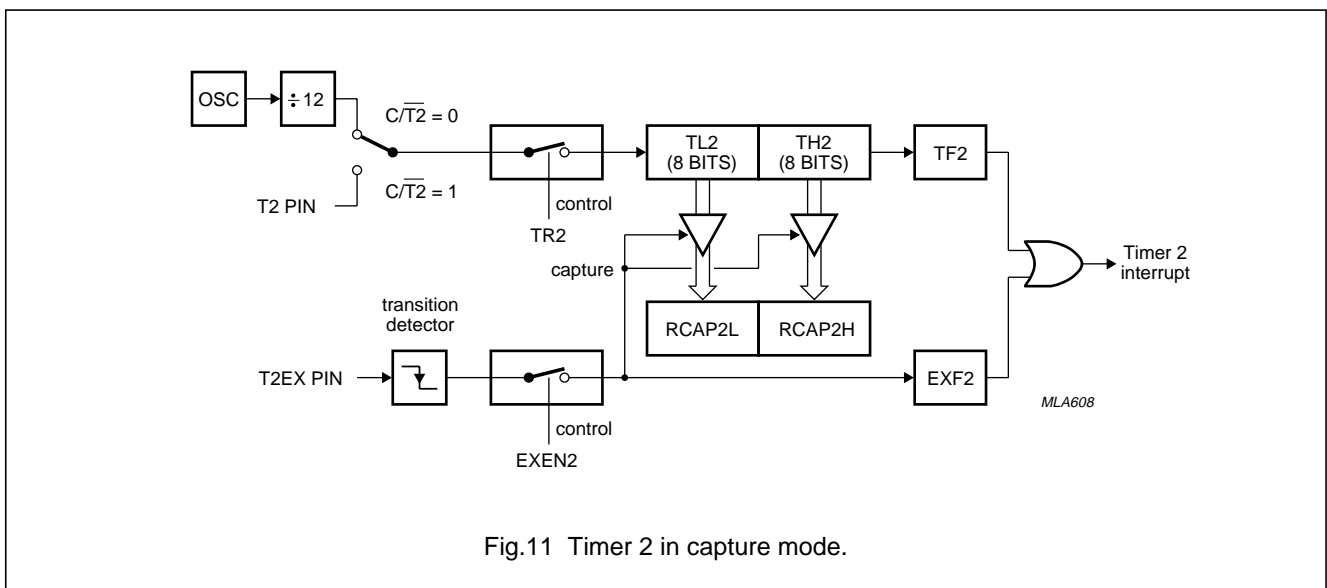 OSC
÷ 12
C/T2̅ = 0
C/T2̅ = 1
T2 PIN
control
TR2
TL2
(8 BITS)
TH2
(8 BITS)
TF2
capture
Timer 2
interrupt
transition
detector
RCAP2L
RCAP2H
T2EX PIN
EXF2
control
EXEN2
MLA608
Fig.11 Timer 2 in capture mode.